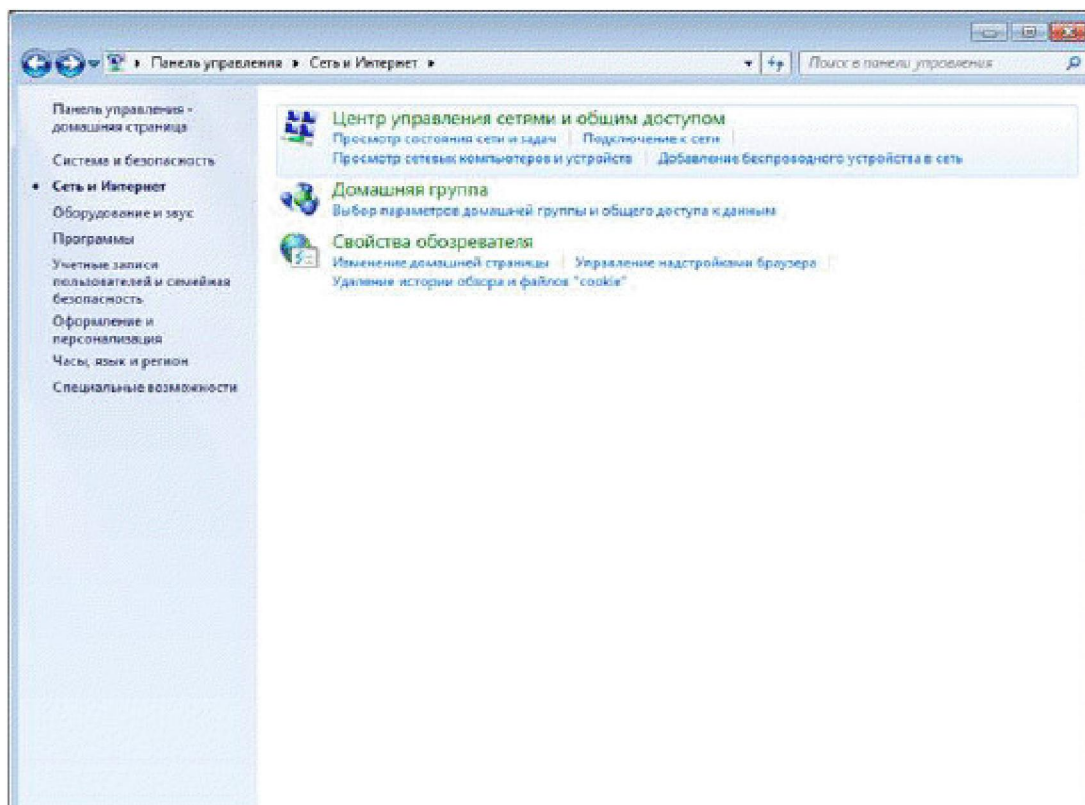 Панель управления ▸ Сеть и Интернет ▸
Поиск в панели управления
Панель управления -
домашняя страница
Система и безопасность
Сеть и Интернет
Оборудование и звук
Программы
Учетные записи
пользователей и семейная
безопасность
Оформление и
персонализация
Часы, язык и регион
Специальные возможности
Центр управления сетями и общим доступом
Просмотр состояния сети и задач | Подключение к сети
Просмотр сетевых компьютеров и устройств | Добавление беспроводного устройства в сеть
Домашняя группа
Выбор параметров домашней группы и общего доступа к данным
Свойства обозревателя
Изменение домашней страницы | Управление надстройками браузера
Удаление истории обзора и файлов "cookie"